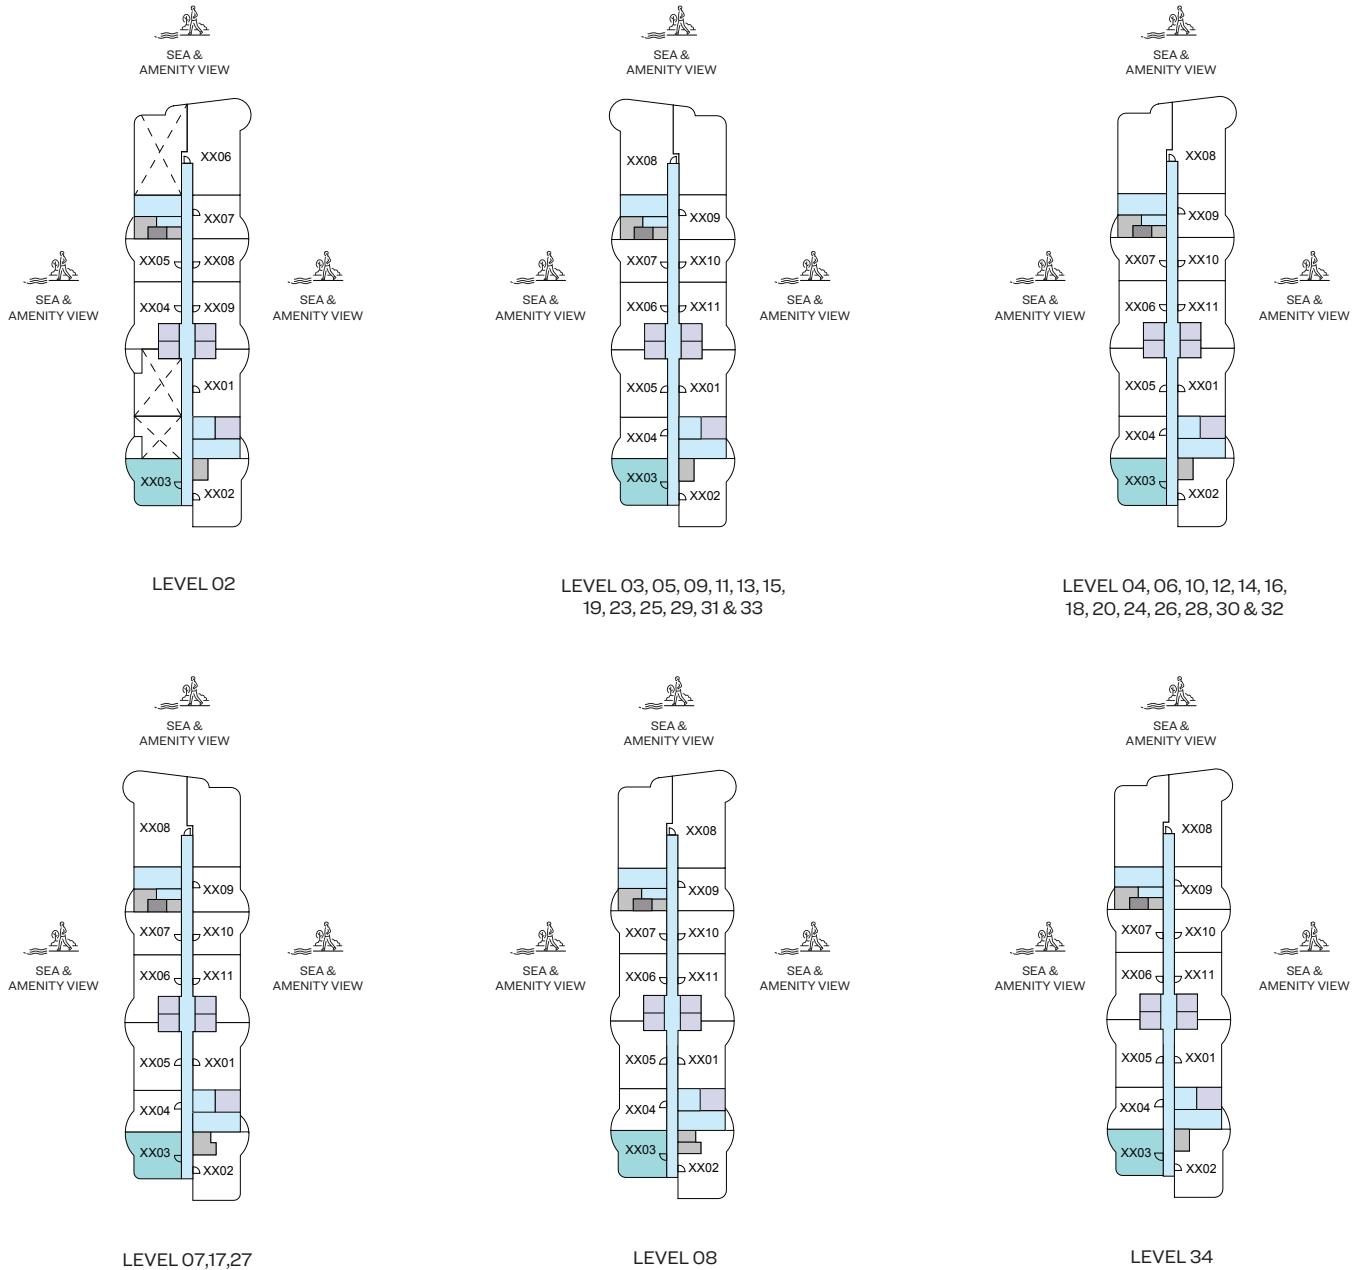 SEA &
AMENITY VIEW
XX06
XX07
XX05
XX08
XX04
XX09
XX01
XX03
XX02
SEA &
AMENITY VIEW
SEA &
AMENITY VIEW
LEVEL 02
SEA &
AMENITY VIEW
XX08
XX09
XX07
XX10
XX06
XX11
XX05
XX01
XX04
XX03
XX02
SEA &
AMENITY VIEW
SEA &
AMENITY VIEW
LEVEL 03, 05, 09, 11, 13, 15,
19, 23, 25, 29, 31 & 33
SEA &
AMENITY VIEW
XX08
XX09
XX07
XX10
XX06
XX11
XX05
XX01
XX04
XX03
XX02
SEA &
AMENITY VIEW
SEA &
AMENITY VIEW
LEVEL 04, 06, 10, 12, 14, 16,
18, 20, 24, 26, 28, 30 & 32
SEA &
AMENITY VIEW
XX08
XX09
XX07
XX10
XX06
XX11
XX05
XX01
XX04
XX03
XX02
SEA &
AMENITY VIEW
SEA &
AMENITY VIEW
LEVEL 07,17,27
SEA &
AMENITY VIEW
XX08
XX09
XX07
XX10
XX06
XX11
XX05
XX01
XX04
XX03
XX02
SEA &
AMENITY VIEW
SEA &
AMENITY VIEW
LEVEL 08
SEA &
AMENITY VIEW
XX08
XX09
XX07
XX10
XX06
XX11
XX05
XX01
XX04
XX03
XX02
SEA &
AMENITY VIEW
SEA &
AMENITY VIEW
LEVEL 34